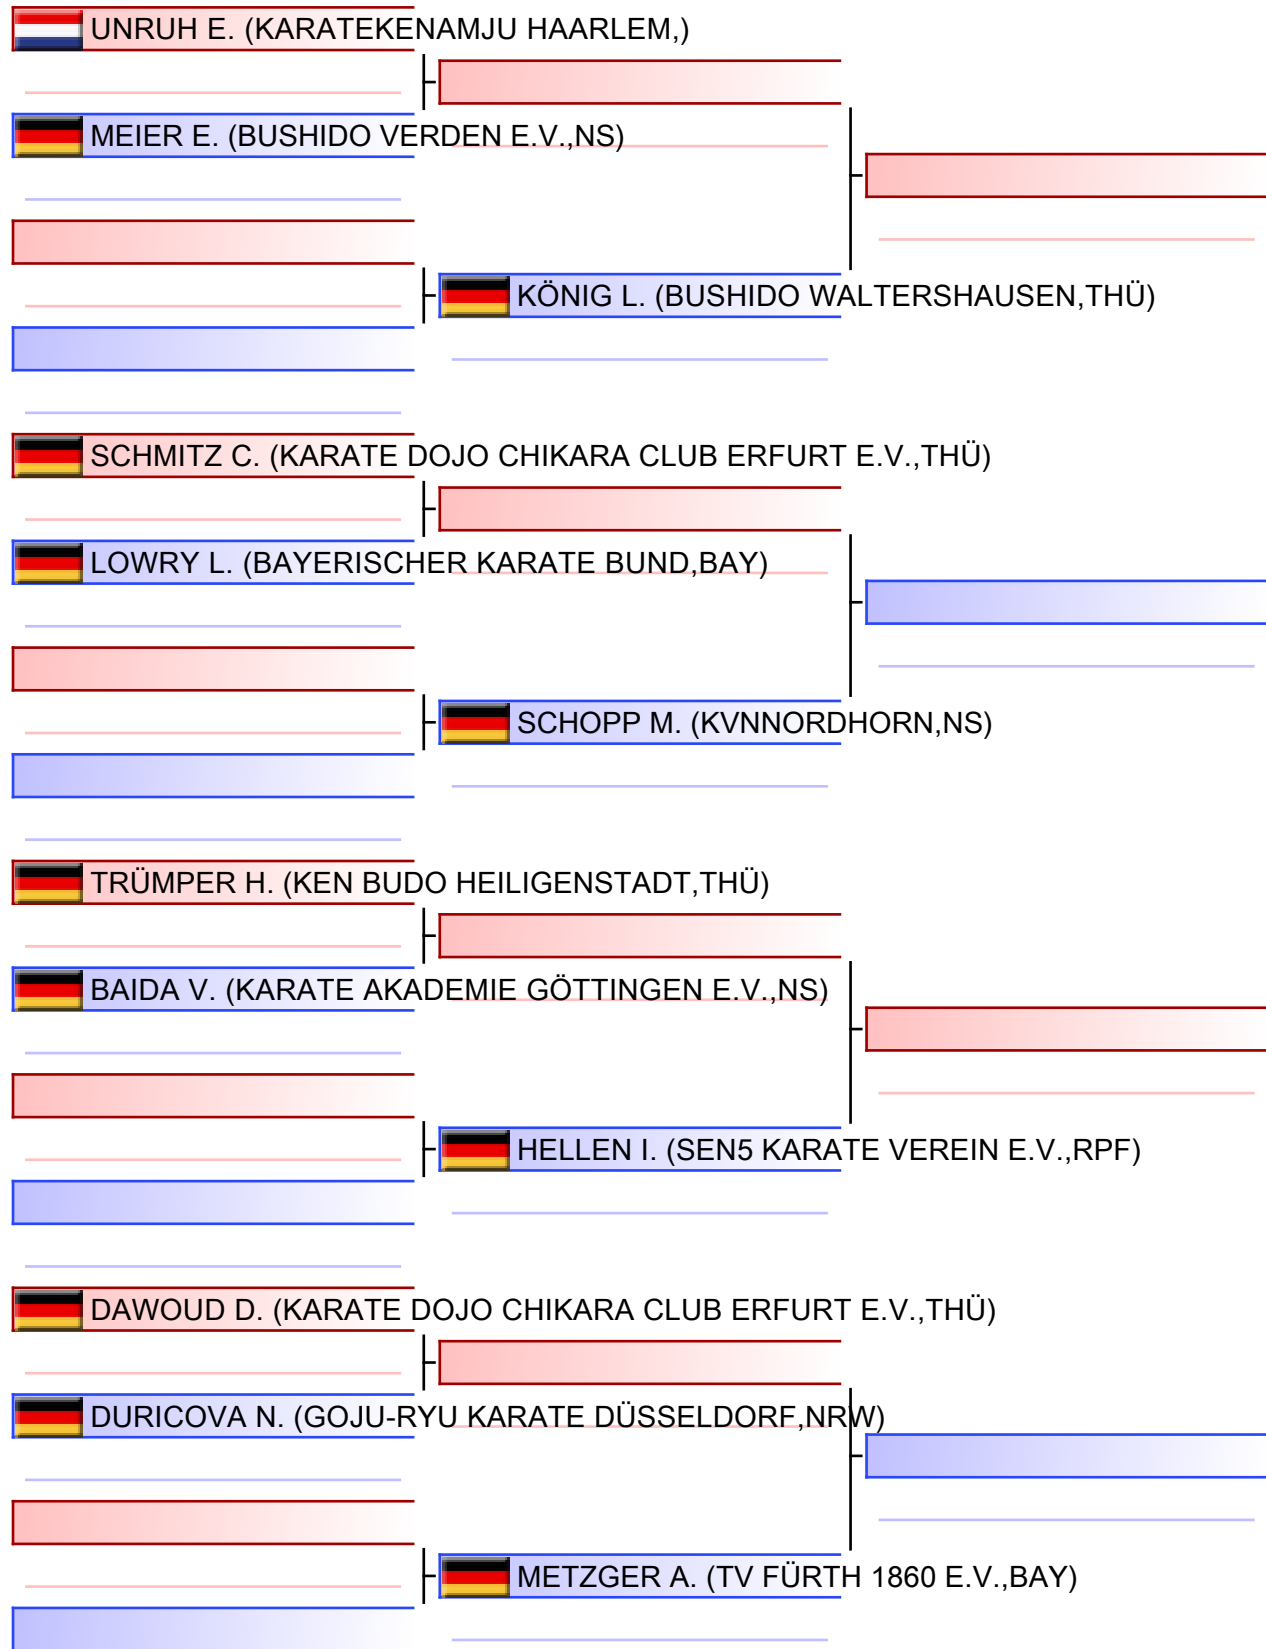 UNRUH E. (KARATEKENAMJU HAARLEM,)
MEIER E. (BUSHIDO VERDEN E.V.,NS)
KÖNIG L. (BUSHIDO WALTERSHAUSEN,THÜ)
SCHMITZ C. (KARATE DOJO CHIKARA CLUB ERFURT E.V.,THÜ)
LOWRY L. (BAYERISCHER KARATE BUND,BAY)
SCHOPP M. (KVNNORDHORN,NS)
TRÜMPER H. (KEN BUDO HEILIGENSTADT,THÜ)
BAIDA V. (KARATE AKADEMIE GÖTTINGEN E.V.,NS)
HELLEN I. (SEN5 KARATE VEREIN E.V.,RPF)
DAWOUD D. (KARATE DOJO CHIKARA CLUB ERFURT E.V.,THÜ)
DURICOVA N. (GOJU-RYU KARATE DÜSSELDORF,NRW)
METZGER A. (TV FÜRTH 1860 E.V.,BAY)